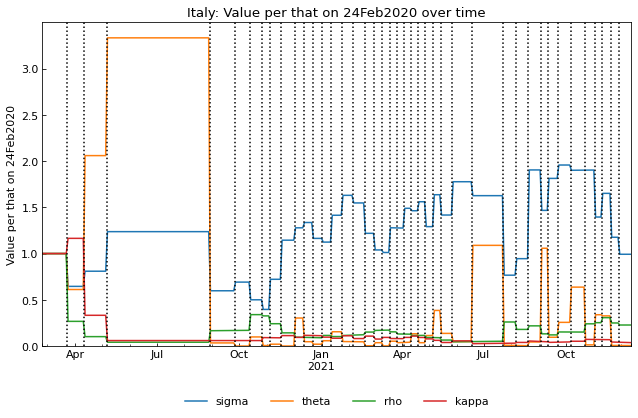 Italy: Value per that on 24Feb2020 over time
Value per that on 24Feb2020
3.0
2.5
2.0
1.5
1.0
0.5
0.0
Apr Jul Oct Jan Apr Jul Oct
2021
sigma theta rho kappa